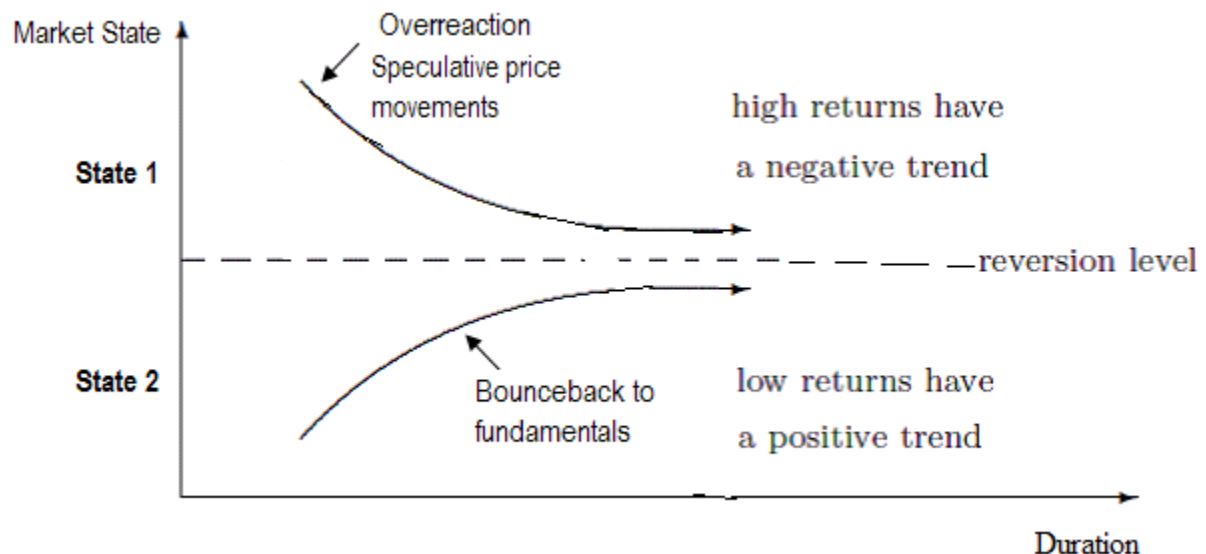 Market State
Overreaction
Speculative price
movements
high returns have
a negative trend
State 1
reversion level
State 2
Bounceback to
fundamentals
low returns have
a positive trend
Duration